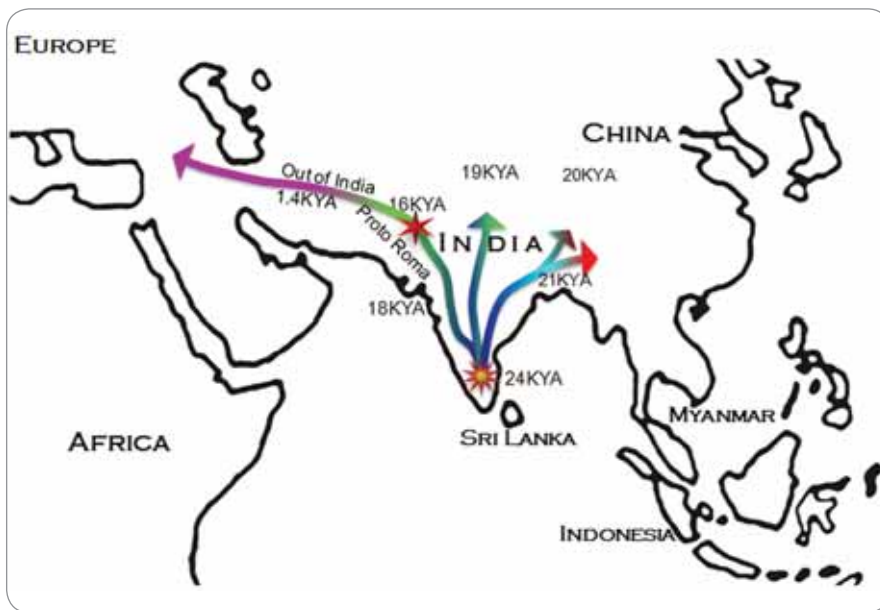 EUROPE
CHINA
19KYA
20KYA
Out of India
1.4KYA
16KYA
Proto Roma
INDIA
21KYA
18KYA
24KYA
MYANMAR
SRI LANKA
AFRICA
INDONESIA